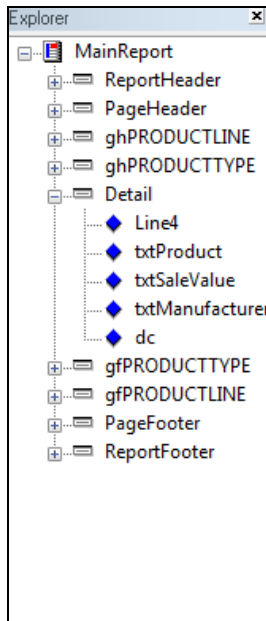 Explorer
MainReport
ReportHeader
PageHeader
ghPRODUCTLINE
ghPRODUCTTYPE
Detail
Line4
txtProduct
txtSaleValue
txtManufacturer
dc
gfPRODUCTTYPE
gfPRODUCTLINE
PageFooter
ReportFooter